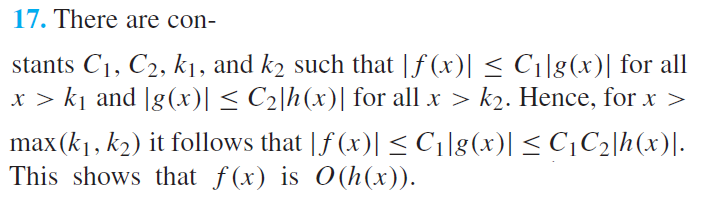 17. There are con-
stants C₁, C₂, k₁, and k₂ such that |f(x)| ≤ C₁|g(x)| for all
x > k₁ and |g(x)| ≤ C₂|h(x)| for all x > k₂. Hence, for x >
max(k₁, k₂) it follows that |f(x)| ≤ C₁|g(x)| ≤ C₁C₂|h(x)|.
This shows that f(x) is O(h(x)).